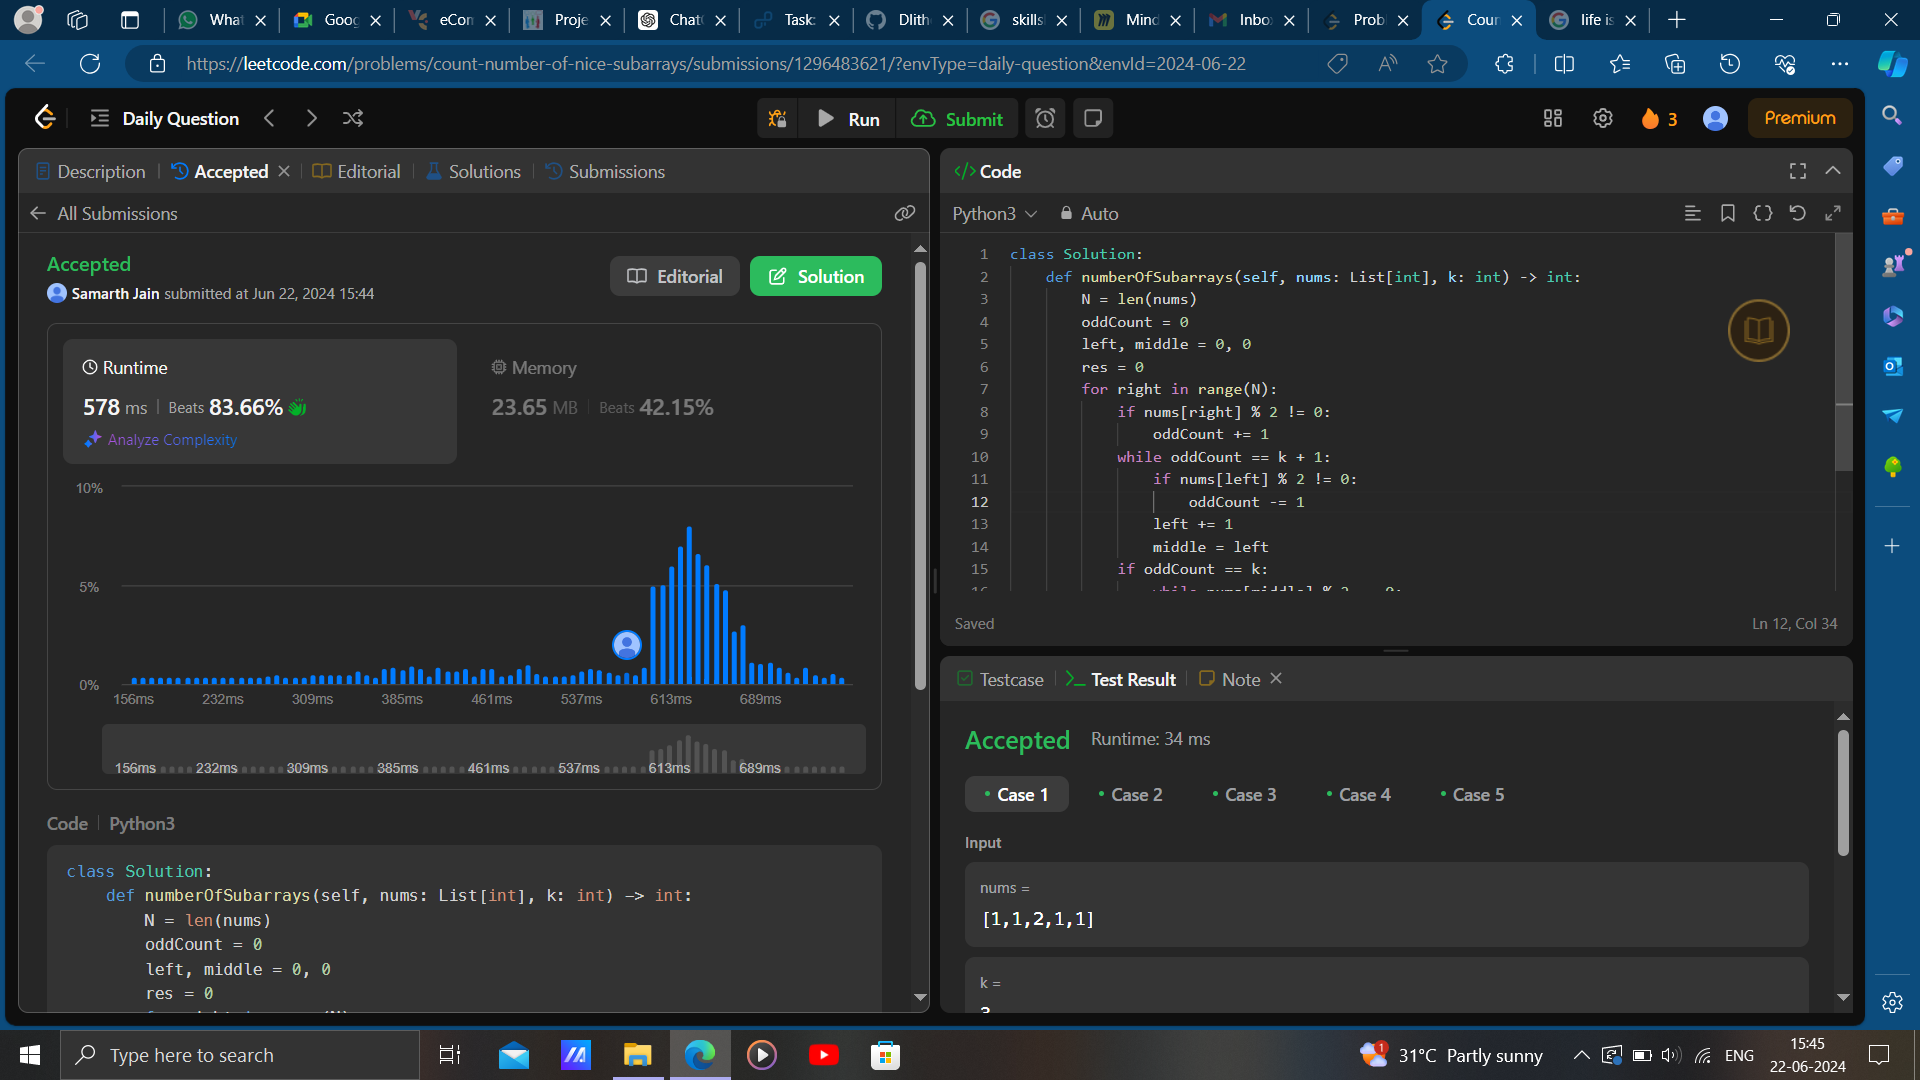 What
Goog
eCom
Proje
Chat
Task:
Dlith
skills
Mind
Inbo
Probl
Coun
life is
https://leetcode.com/problems/count-number-of-nice-subarrays/submissions/1296483621/?envType=daily-question&envId=2024-06-22
Daily Question
Run
Submit
3
Premium
Description
Accepted
Editorial
Solutions
Submissions
All Submissions
Accepted
Samarth Jain submitted at Jun 22, 2024 15:44
Editorial
Solution
Runtime
578 ms
Beats 83.66%
Analyze Complexity
Memory
23.65 MB
Beats 42.15%
10%
5%
0%
156ms 232ms 309ms 385ms 461ms 537ms 613ms 689ms
156ms 232ms 309ms 385ms 461ms 537ms 613ms 689ms
Code
Python3
class Solution:
def numberOfSubarrays(self, nums: List[int], k: int) -> int:
N = len(nums)
oddCount = 0
left, middle = 0, 0
res = 0
</> Code
Python3
Auto
1 class Solution:
2 def numberOfSubarrays(self, nums: List[int], k: int) -> int:
3 N = len(nums)
4 oddCount = 0
5 left, middle = 0, 0
6 res = 0
7 for right in range(N):
8 if nums[right] % 2 != 0:
9 oddCount += 1
10 while oddCount == k + 1:
11 if nums[left] % 2 != 0:
12 oddCount -= 1
13 left += 1
14 middle = left
15 if oddCount == k:
Saved
Ln 12, Col 34
Testcase
Test Result
Note
Accepted Runtime: 34 ms
Case 1
Case 2
Case 3
Case 4
Case 5
Input
nums =
[1,1,2,1,1]
k =
Type here to search
1
31°C Partly sunny
ENG
15:45
22-06-2024